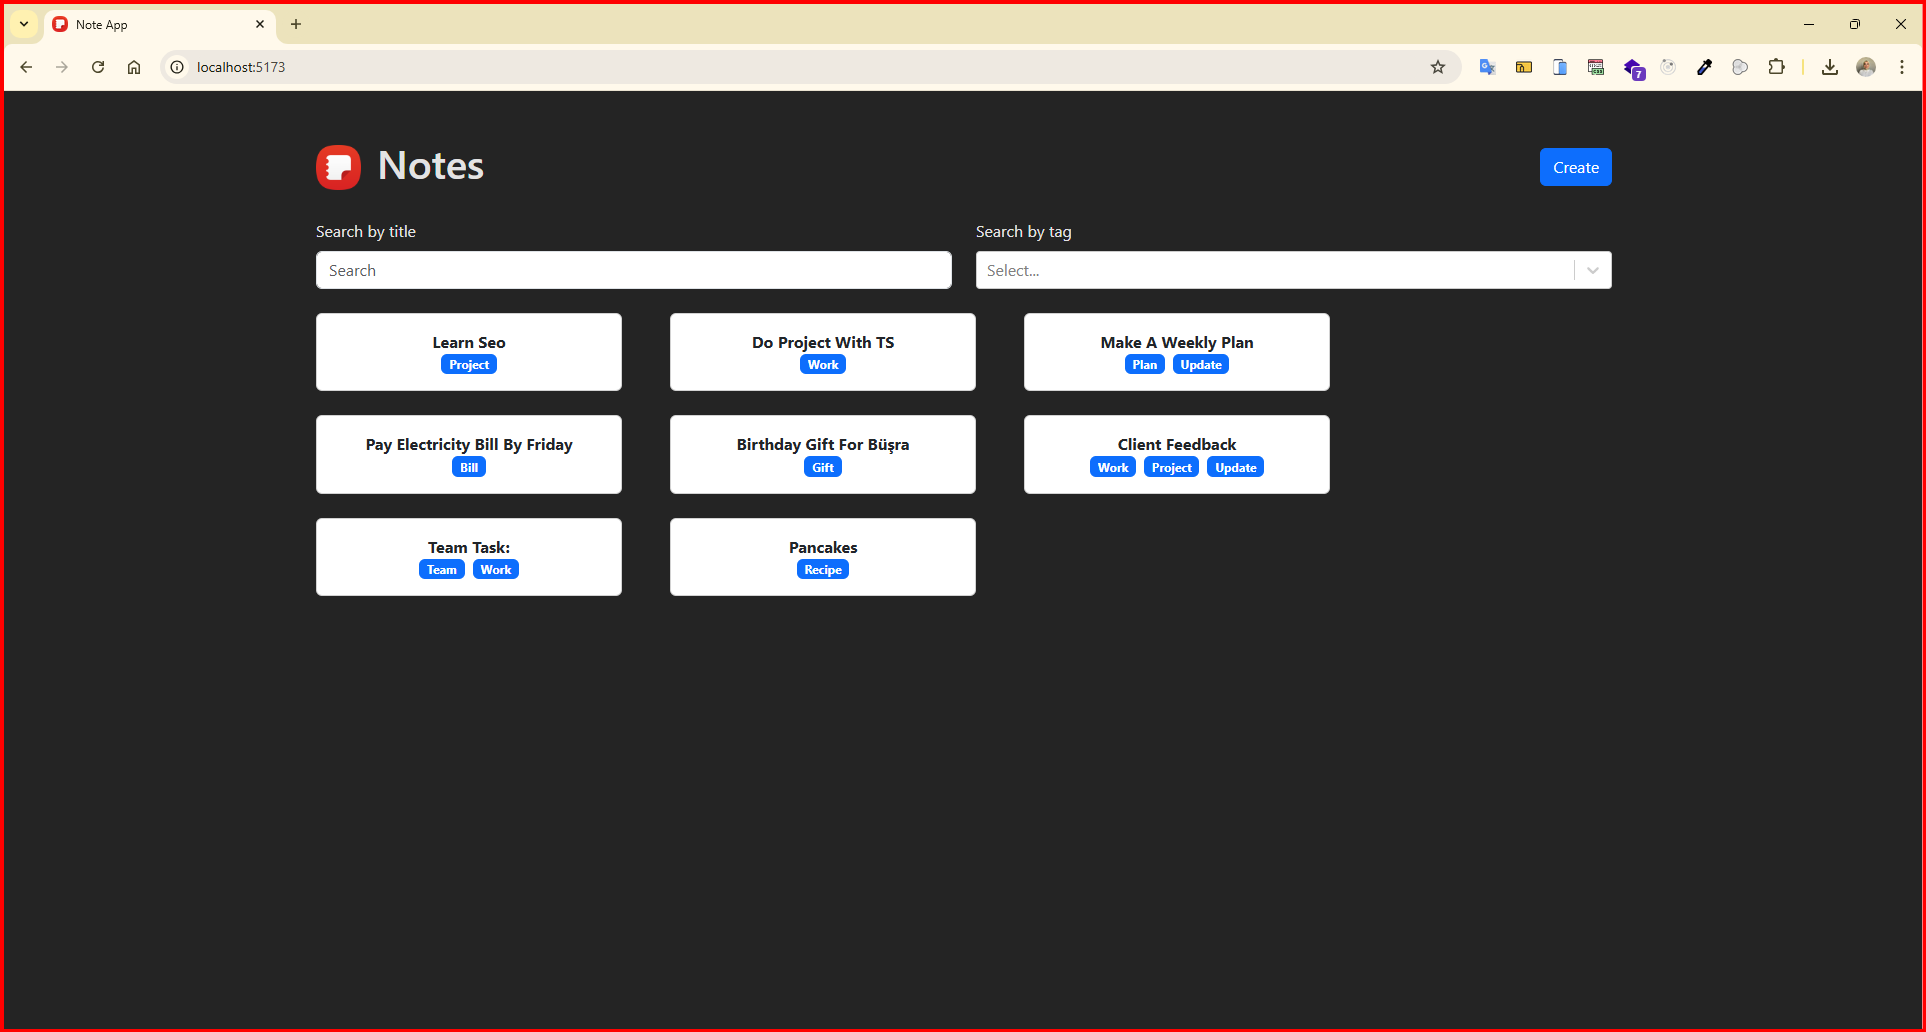 Note App
localhost:5173
7
Notes
Create
Search by title
Search by tag
Search
Select...
Learn Seo
Project
Do Project With TS
Work
Make A Weekly Plan
Plan Update
Pay Electricity Bill By Friday
Bill
Birthday Gift For Büşra
Gift
Client Feedback
Work Project Update
Team Task:
Team Work
Pancakes
Recipe